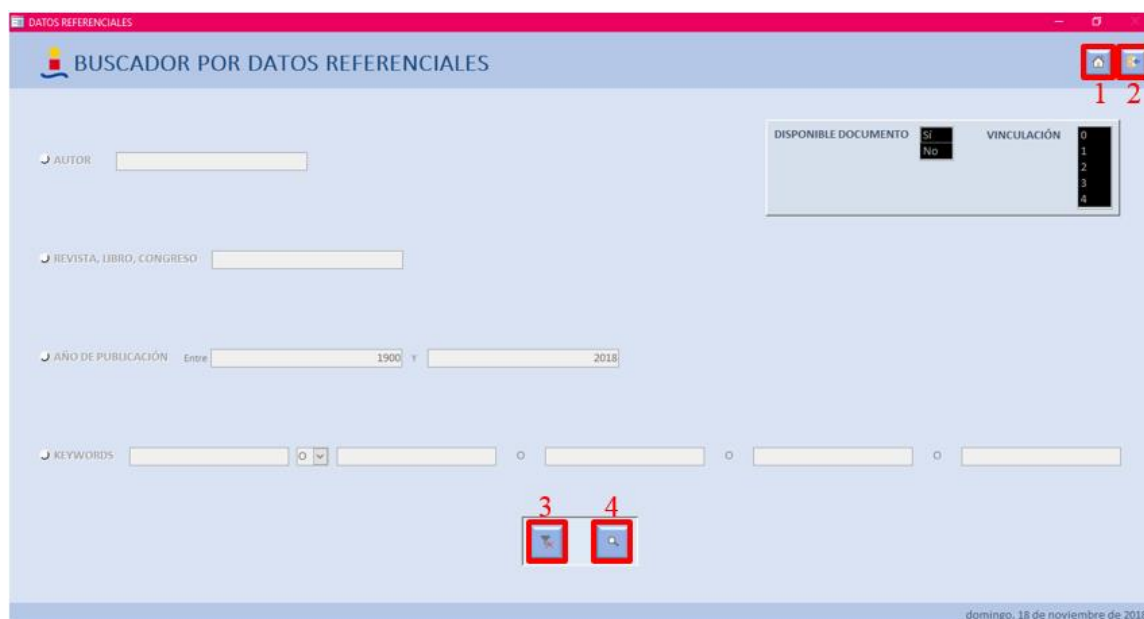 DATOS REFERENCIALES
BUSCADOR POR DATOS REFERENCIALES
1 2
DISPONIBLE DOCUMENTO Sí VINCULACIÓN 0
No 1
2
3
4
AUTOR
REVISTA, LIBRO, CONGRESO
AÑO DE PUBLICACIÓN Entre 1900 Y 2018
KEYWORDS O O O O
3 4
domingo, 18 de noviembre de 2018